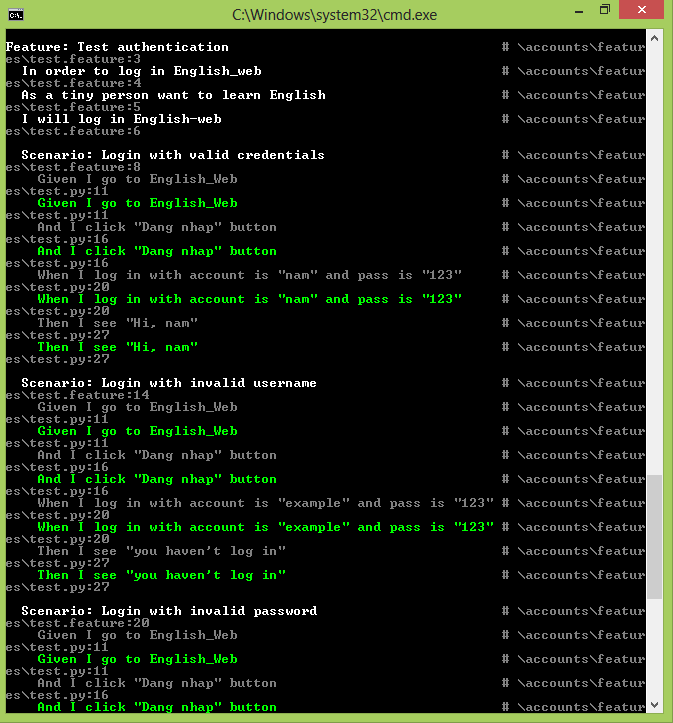 C:\Windows\system32\cmd.exe
Feature: Test authentication # \accounts\featur
es\test.feature:3
In order to log in English_web # \accounts\featur
es\test.feature:4
As a tiny person want to learn English # \accounts\featur
es\test.feature:5
I will log in English-web # \accounts\featur
es\test.feature:6
Scenario: Login with valid credentials # \accounts\featur
es\test.feature:8
Given I go to English_Web # \accounts\featur
es\test.py:11
Given I go to English_Web # \accounts\featur
es\test.py:11
And I click "Dang nhap" button # \accounts\featur
es\test.py:16
And I click "Dang nhap" button # \accounts\featur
es\test.py:16
When I log in with account is "nam" and pass is "123" # \accounts\featur
es\test.py:20
When I log in with account is "nam" and pass is "123" # \accounts\featur
es\test.py:20
Then I see "Hi, nam" # \accounts\featur
es\test.py:27
Then I see "Hi, nam" # \accounts\featur
es\test.py:27
Scenario: Login with invalid username # \accounts\featur
es\test.feature:14
Given I go to English_Web # \accounts\featur
es\test.py:11
Given I go to English_Web # \accounts\featur
es\test.py:11
And I click "Dang nhap" button # \accounts\featur
es\test.py:16
And I click "Dang nhap" button # \accounts\featur
es\test.py:16
When I log in with account is "example" and pass is "123" # \accounts\featur
es\test.py:20
When I log in with account is "example" and pass is "123" # \accounts\featur
es\test.py:20
Then I see "you haven't log in" # \accounts\featur
es\test.py:27
Then I see "you haven't log in" # \accounts\featur
es\test.py:27
Scenario: Login with invalid password # \accounts\featur
es\test.feature:20
Given I go to English_Web # \accounts\featur
es\test.py:11
Given I go to English_Web # \accounts\featur
es\test.py:11
And I click "Dang nhap" button # \accounts\featur
es\test.py:16
And I click "Dang nhap" button # \accounts\featur